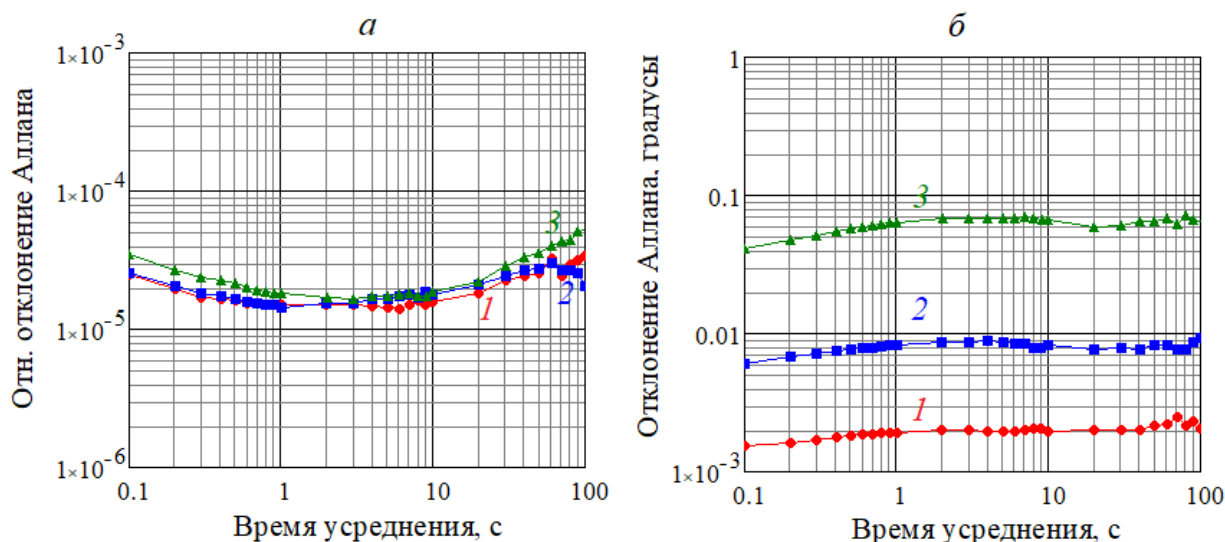 а
Отн. отклонение Аллана
1×10⁻³
1×10⁻⁴
1×10⁻⁵
1×10⁻⁶
3
2
1
0.1 1 10 100
Время усреднения, с
б
Отклонение Аллана, градусы
1
0.1
0.01
1×10⁻³
3
2
1
0.1 1 10 100
Время усреднения, с